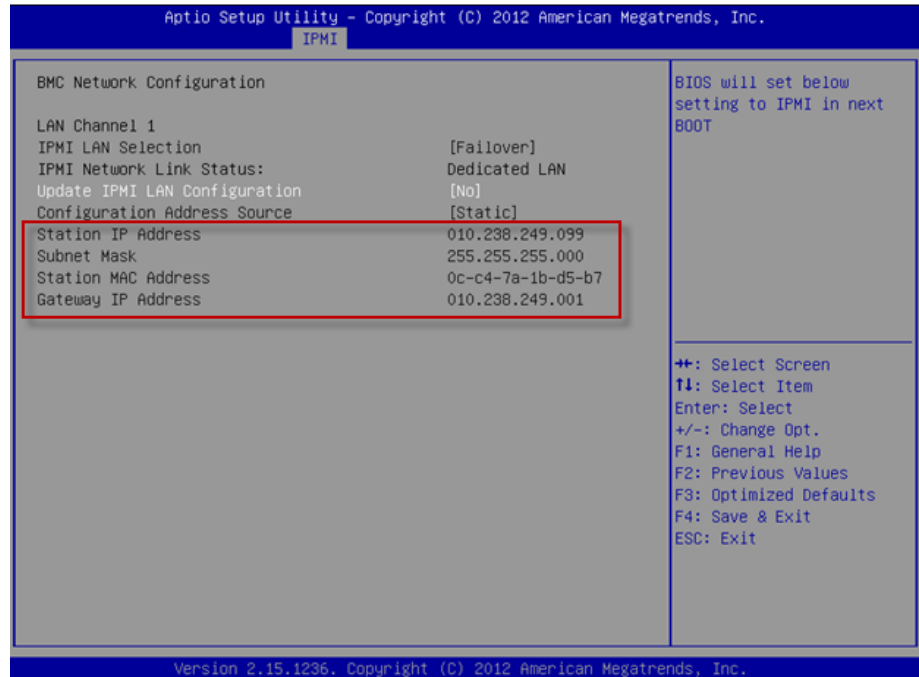 Aptio Setup Utility – Copyright (C) 2012 American Megatrends, Inc.
IPMI
BMC Network Configuration
LAN Channel 1
IPMI LAN Selection [Failover]
IPMI Network Link Status: Dedicated LAN
Update IPMI LAN Configuration [No]
Configuration Address Source [Static]
Station IP Address 010.238.249.099
Subnet Mask 255.255.255.000
Station MAC Address 0c-c4-7a-1b-d5-b7
Gateway IP Address 010.238.249.001
BIOS will set below
setting to IPMI in next
BOOT
→←: Select Screen
↑↓: Select Item
Enter: Select
+/-: Change Opt.
F1: General Help
F2: Previous Values
F3: Optimized Defaults
F4: Save & Exit
ESC: Exit
Version 2.15.1236. Copyright (C) 2012 American Megatrends, Inc.